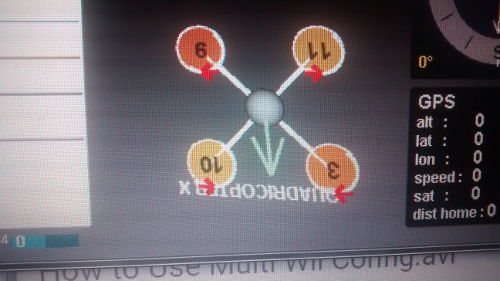 9
11
10
3
QUADRICOPTER X
0°
S
GPS
alt : 0
lat : 0
lon : 0
speed : 0
sat : 0
dist home : 0
4 0
How to Use Multi Wii Config.avi